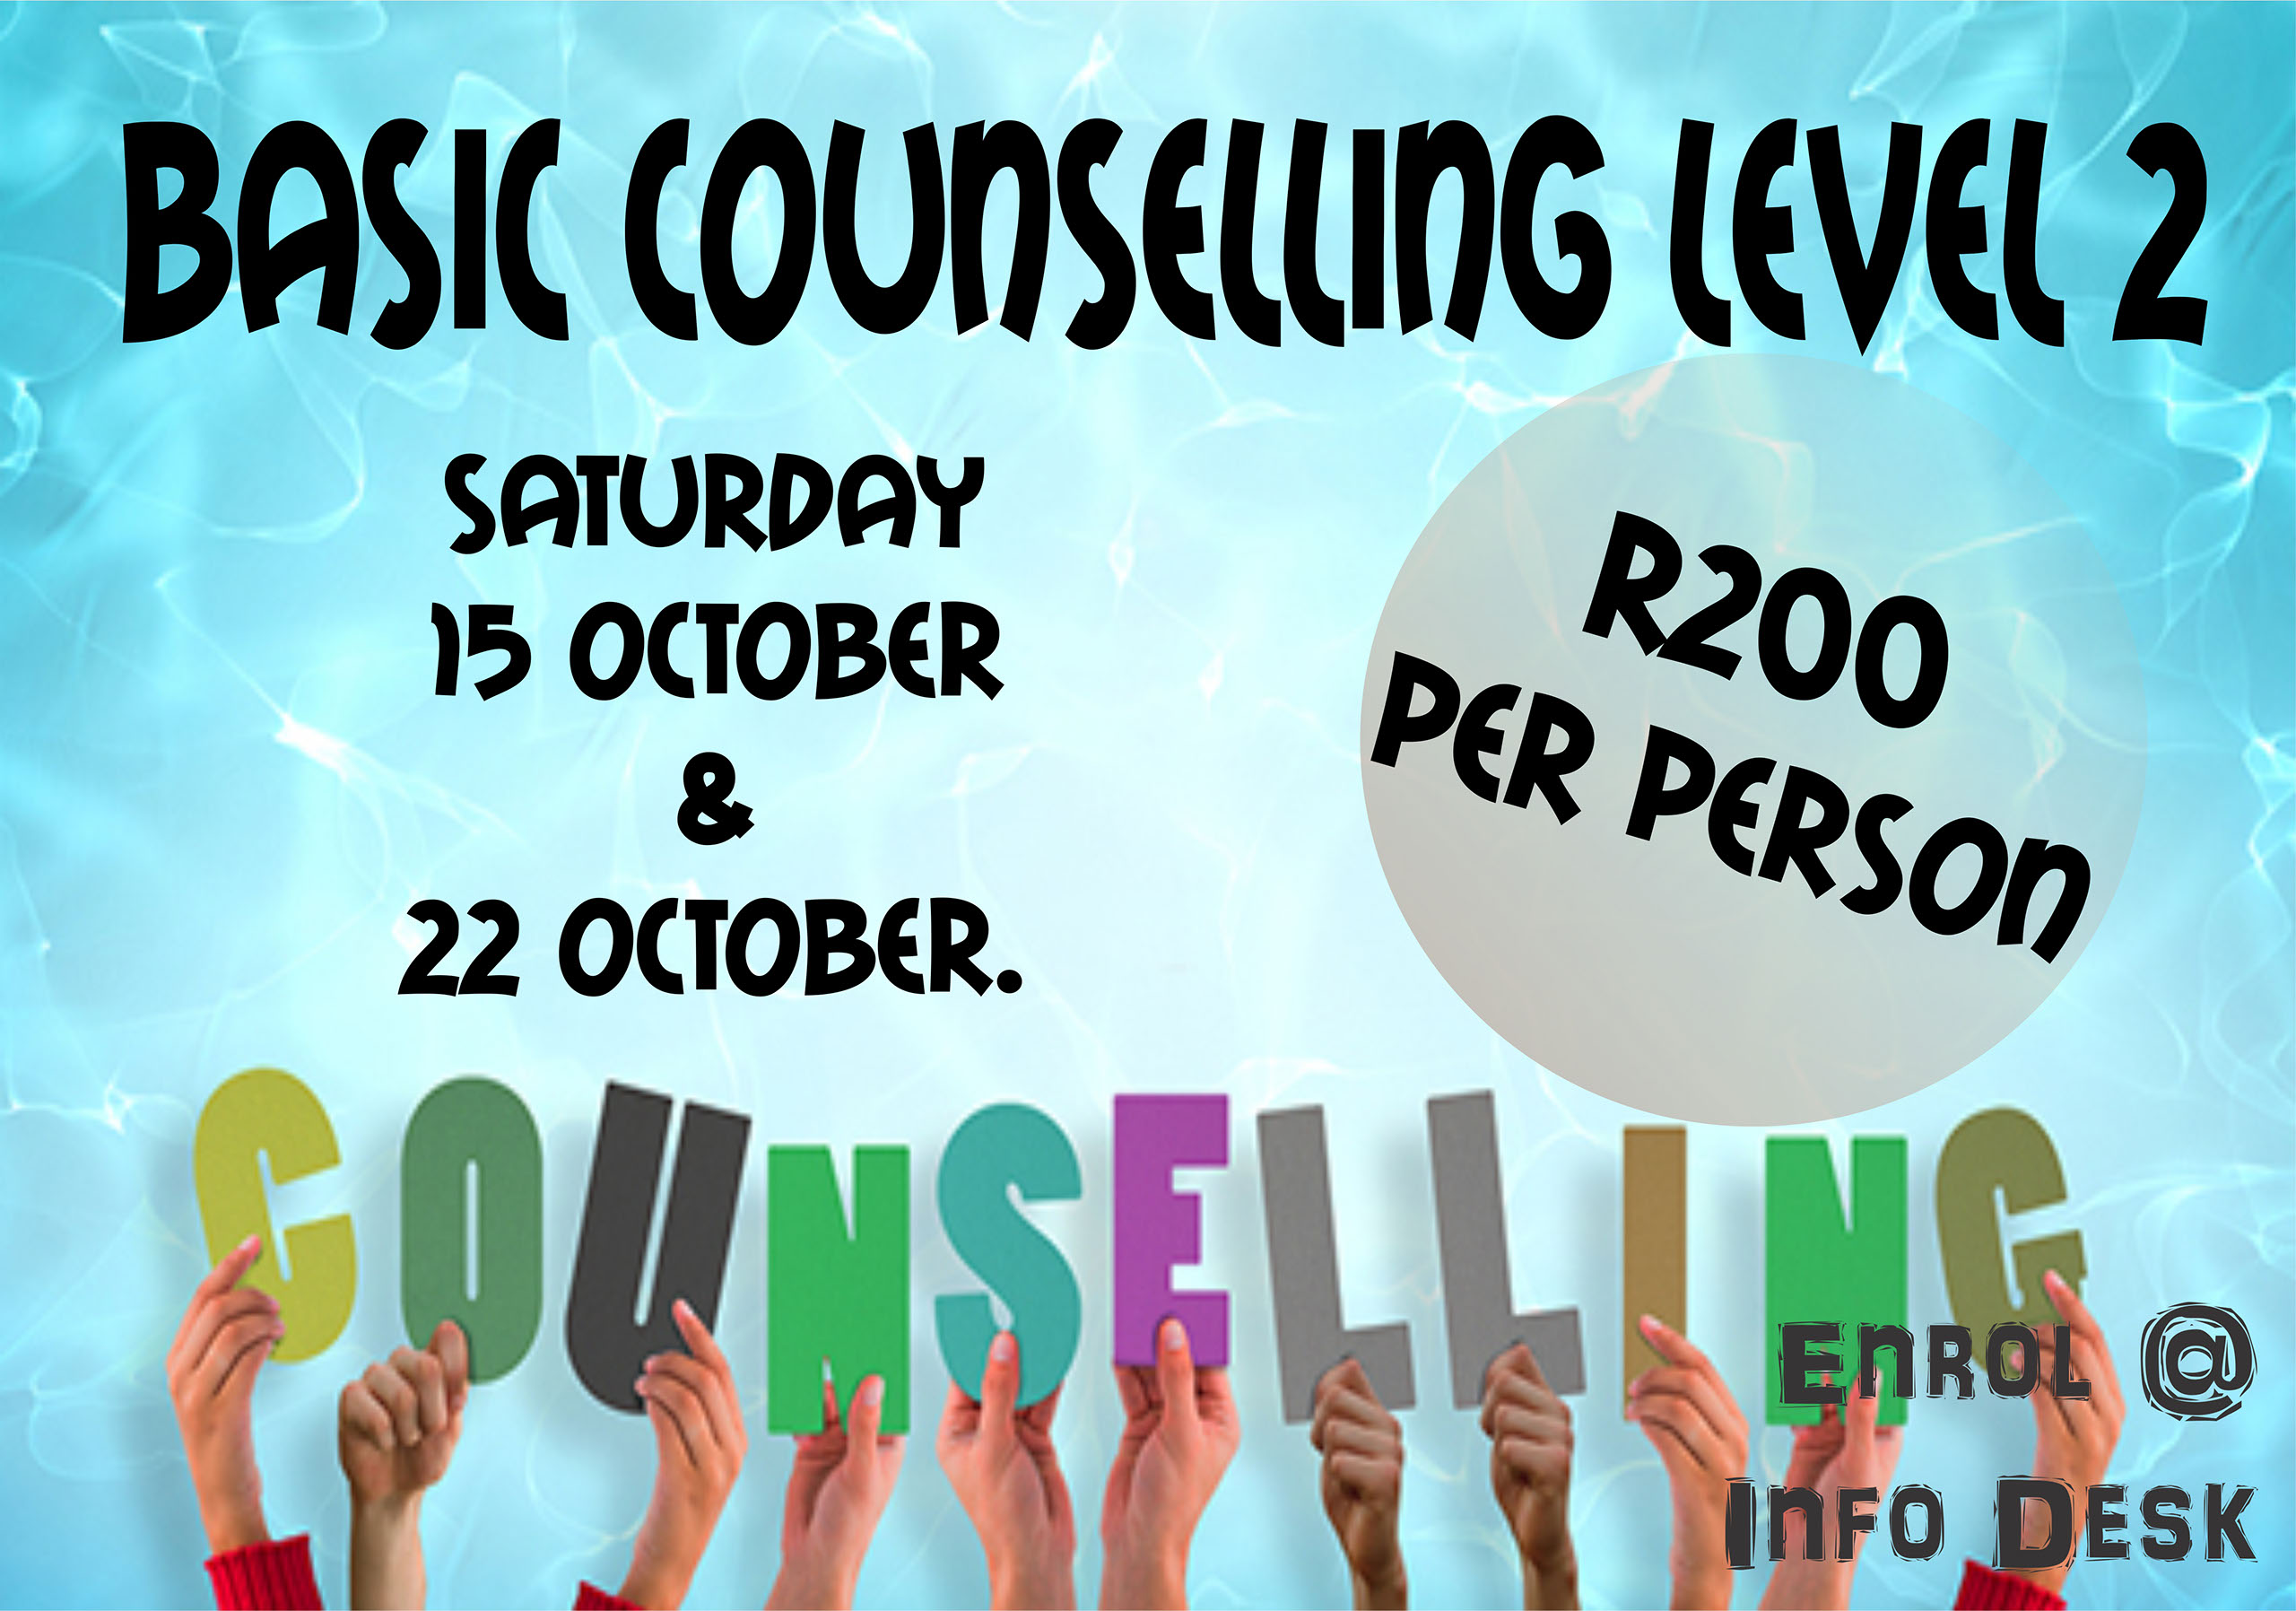 BASIC COUNSELLING LEVEL 2
SATURDAY
15 OCTOBER
&
22 OCTOBER.
R200
PER PERSON
COUNSELLING
ENROL @
INFO DESK